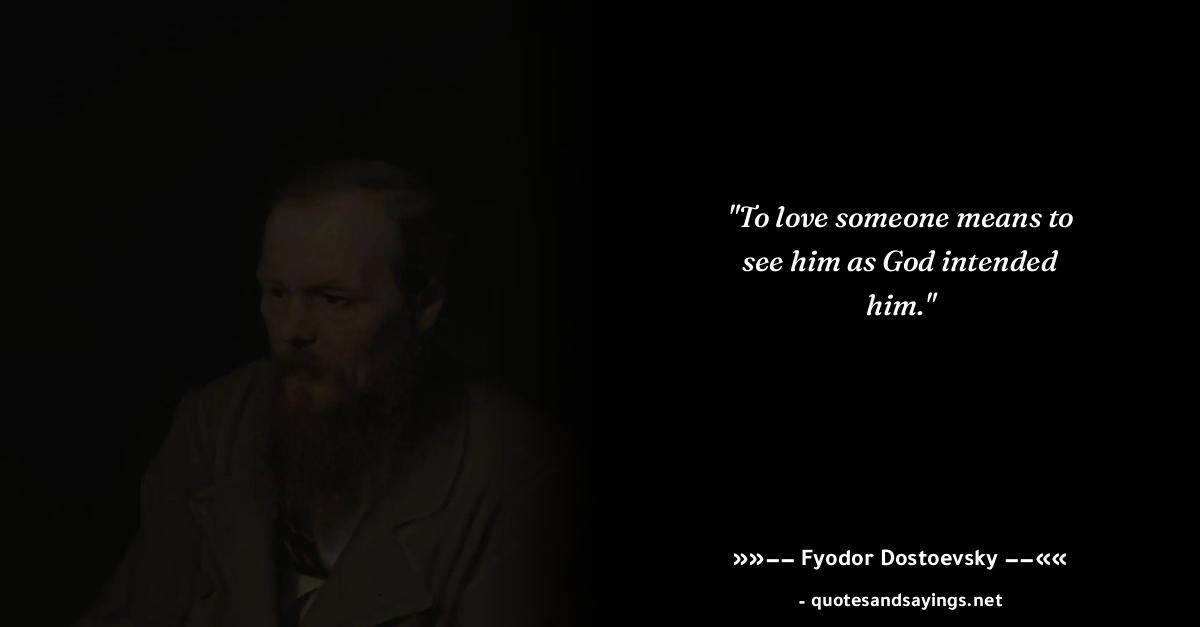 "To love someone means to
see him as God intended
him."
»»–– Fyodor Dostoevsky ––««
- quotesandsayings.net